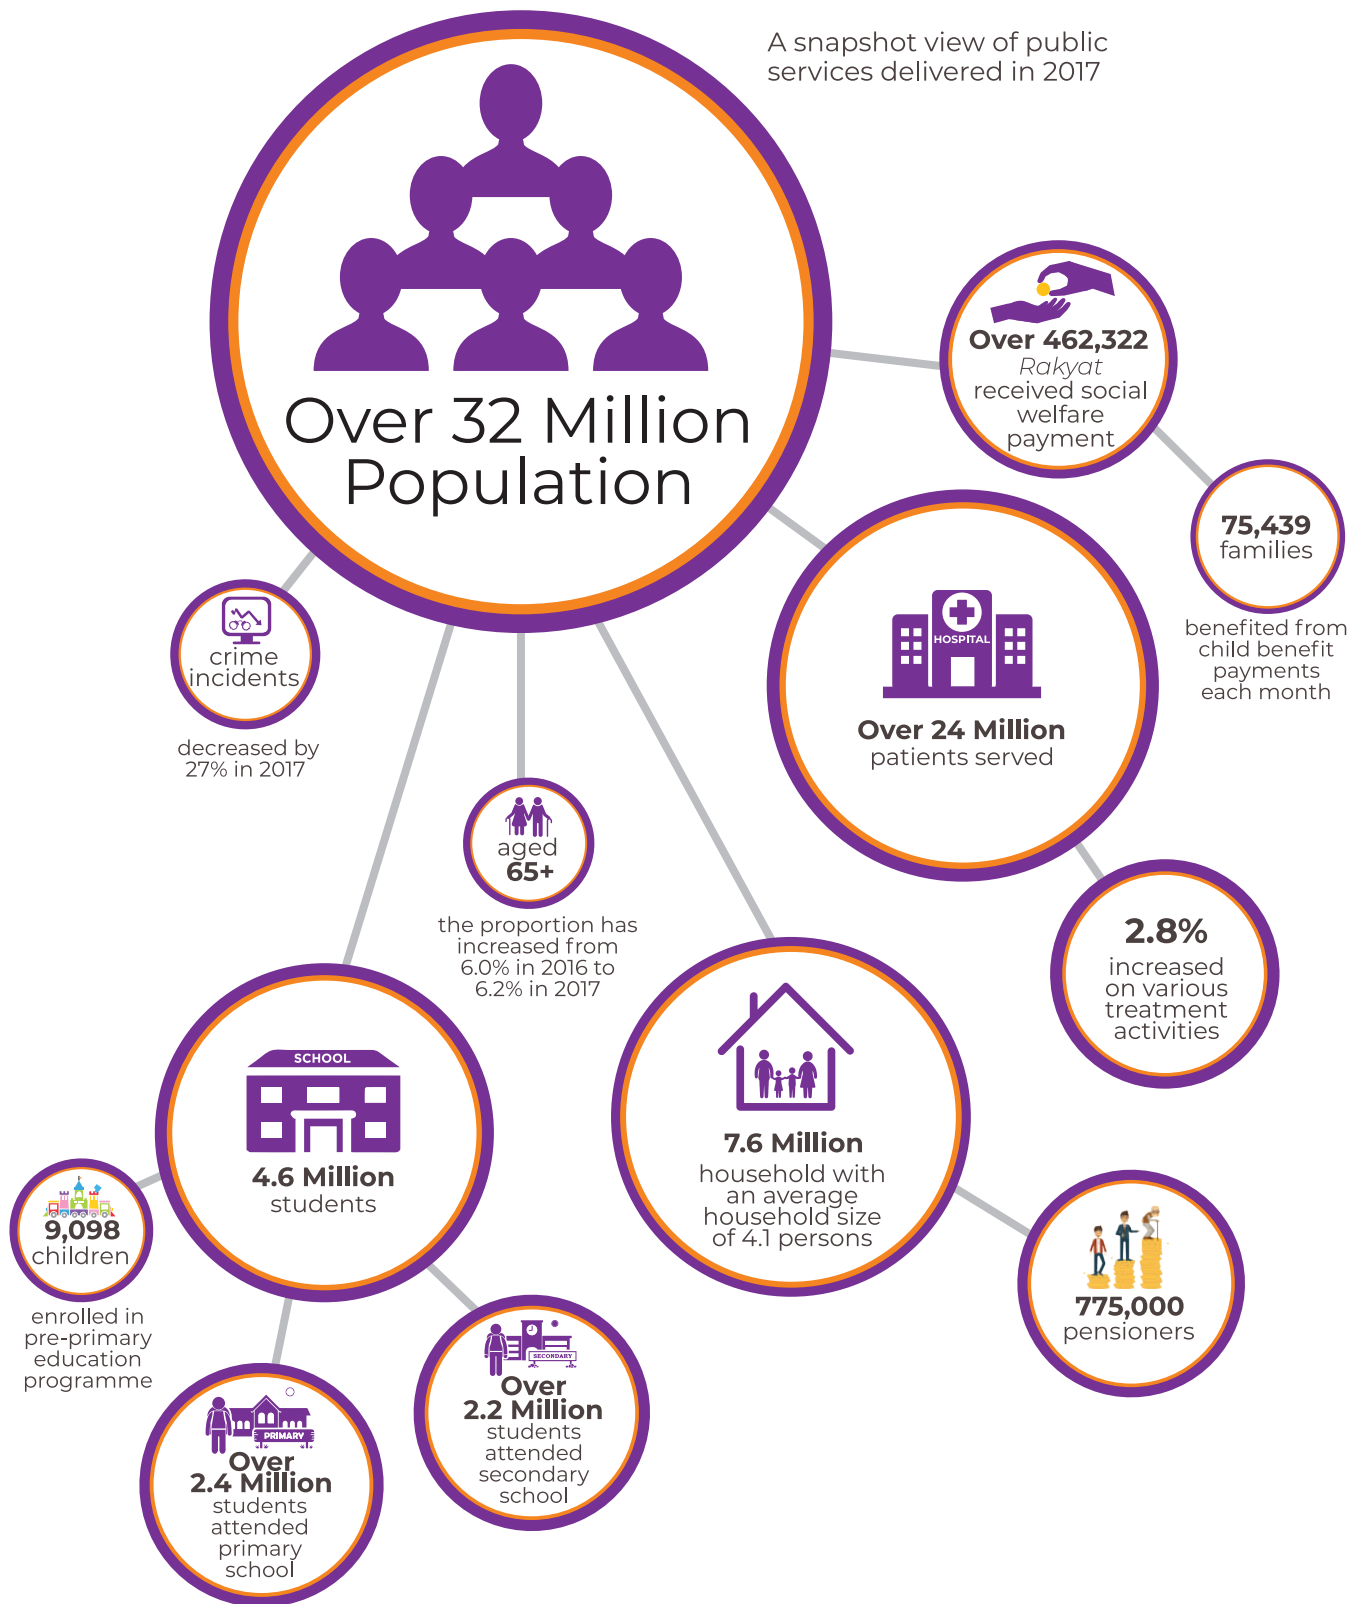 A snapshot view of public
services delivered in 2017
Over 32 Million
Population
Over 462,322
Rakyat
received social
welfare
payment
75,439
families
benefited from
child benefit
payments
each month
HOSPITAL
Over 24 Million
patients served
2.8%
increased
on various
treatment
activities
crime
incidents
decreased by
27% in 2017
aged
65+
the proportion has
increased from
6.0% in 2016 to
6.2% in 2017
SCHOOL
4.6 Million
students
9,098
children
enrolled in
pre-primary
education
programme
PRIMARY
Over
2.4 Million
students
attended
primary
school
SECONDARY
Over
2.2 Million
students
attended
secondary
school
7.6 Million
household with
an average
household size
of 4.1 persons
775,000
pensioners